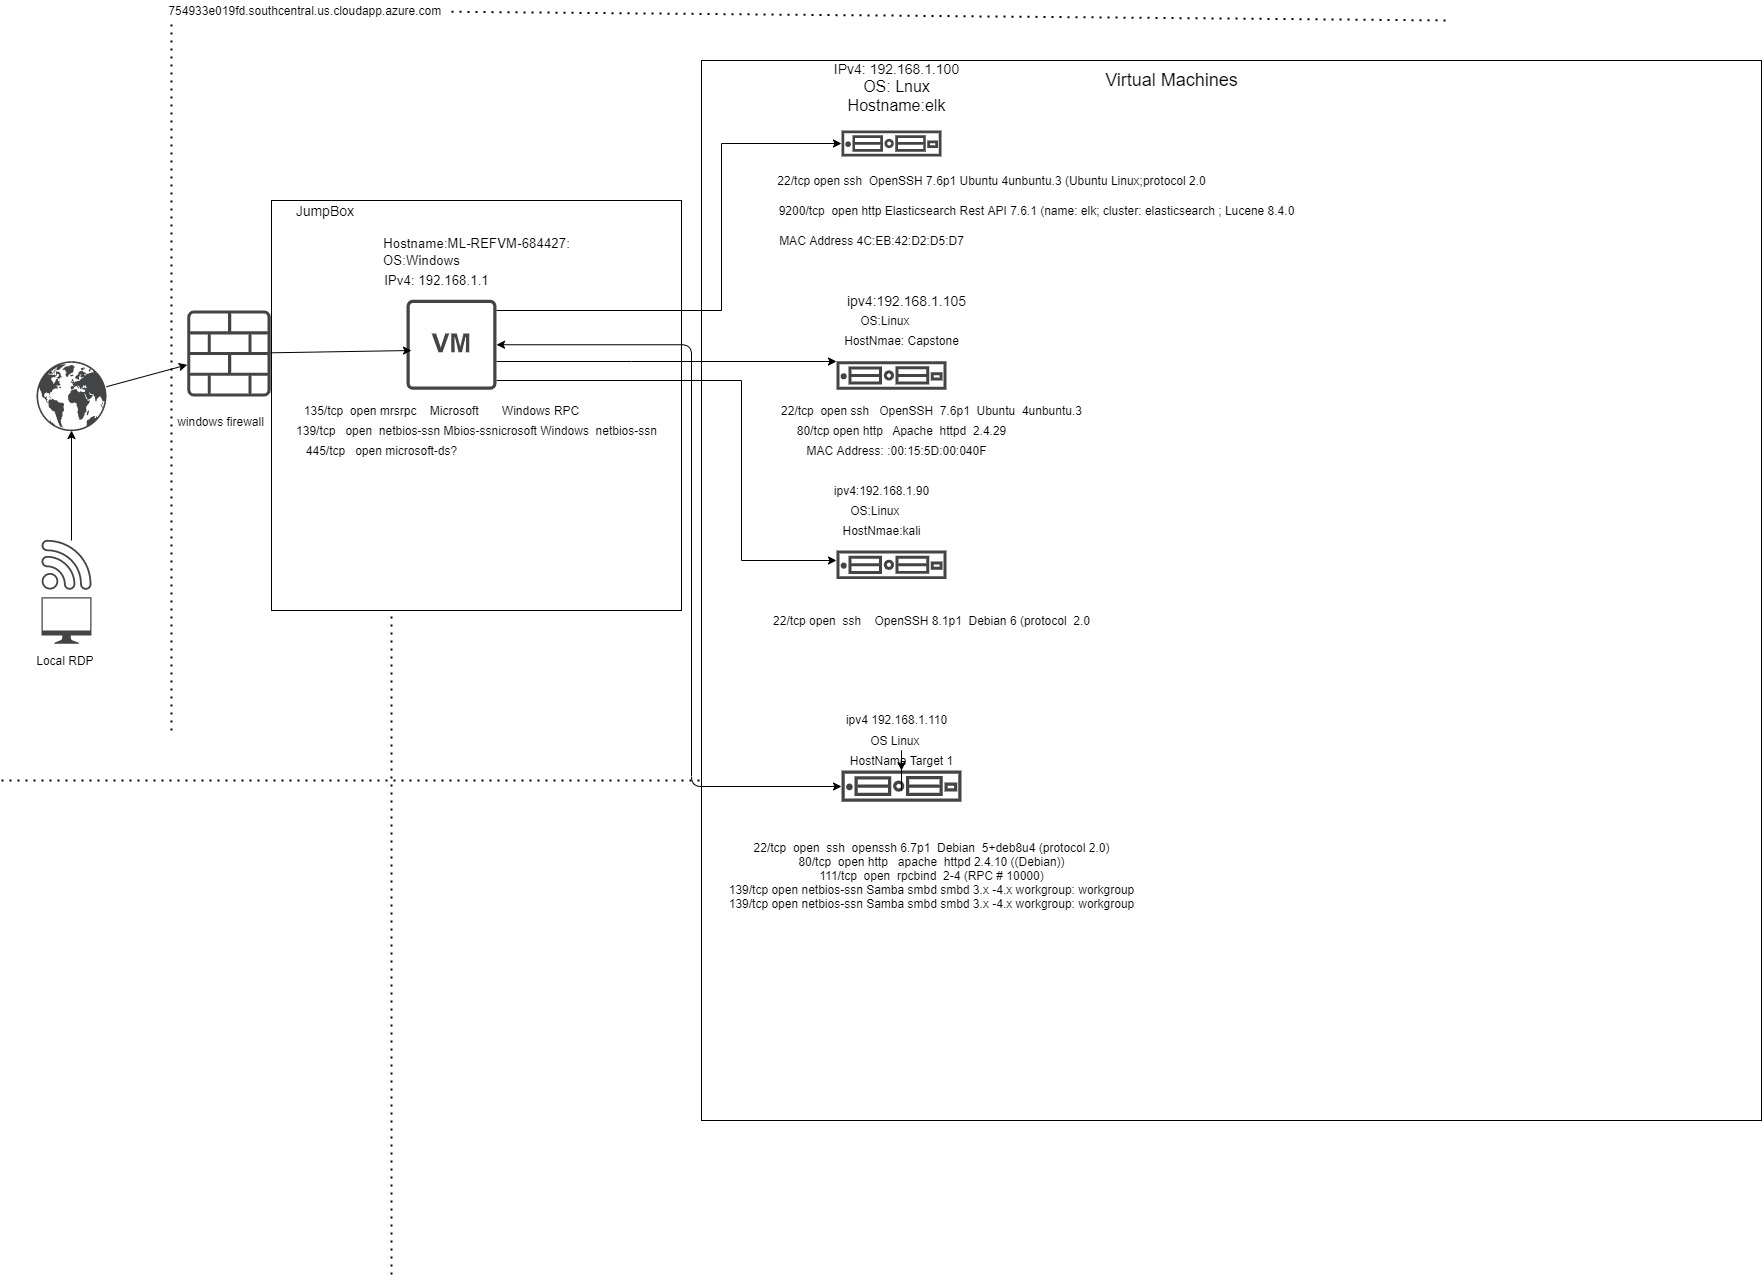 754933e019fd.southcentral.us.cloudapp.azure.com
Virtual Machines
IPv4: 192.168.1.100
OS: Lnux
Hostname:elk
22/tcp open ssh OpenSSH 7.6p1 Ubuntu 4unbuntu.3 (Ubuntu Linux;protocol 2.0
9200/tcp open http Elasticsearch Rest API 7.6.1 (name: elk; cluster: elasticsearch ; Lucene 8.4.0
MAC Address 4C:EB:42:D2:D5:D7
JumpBox
Hostname:ML-REFVM-684427:
OS:Windows
IPv4: 192.168.1.1
VM
135/tcp open mrsrpc Microsoft Windows RPC
139/tcp open netbios-ssn Mbios-ssnicrosoft Windows netbios-ssn
445/tcp open microsoft-ds?
windows firewall
Local RDP
ipv4:192.168.1.105
OS:Linux
HostNmae: Capstone
22/tcp open ssh OpenSSH 7.6p1 Ubuntu 4unbuntu.3
80/tcp open http Apache httpd 2.4.29
MAC Address: :00:15:5D:00:040F
ipv4:192.168.1.90
OS:Linux
HostNmae:kali
22/tcp open ssh OpenSSH 8.1p1 Debian 6 (protocol 2.0
ipv4 192.168.1.110
OS Linux
HostName Target 1
22/tcp open ssh openssh 6.7p1 Debian 5+deb8u4 (protocol 2.0)
80/tcp open http apache httpd 2.4.10 ((Debian))
111/tcp open rpcbind 2-4 (RPC # 10000)
139/tcp open netbios-ssn Samba smbd smbd 3.x -4.x workgroup: workgroup
139/tcp open netbios-ssn Samba smbd smbd 3.x -4.x workgroup: workgroup